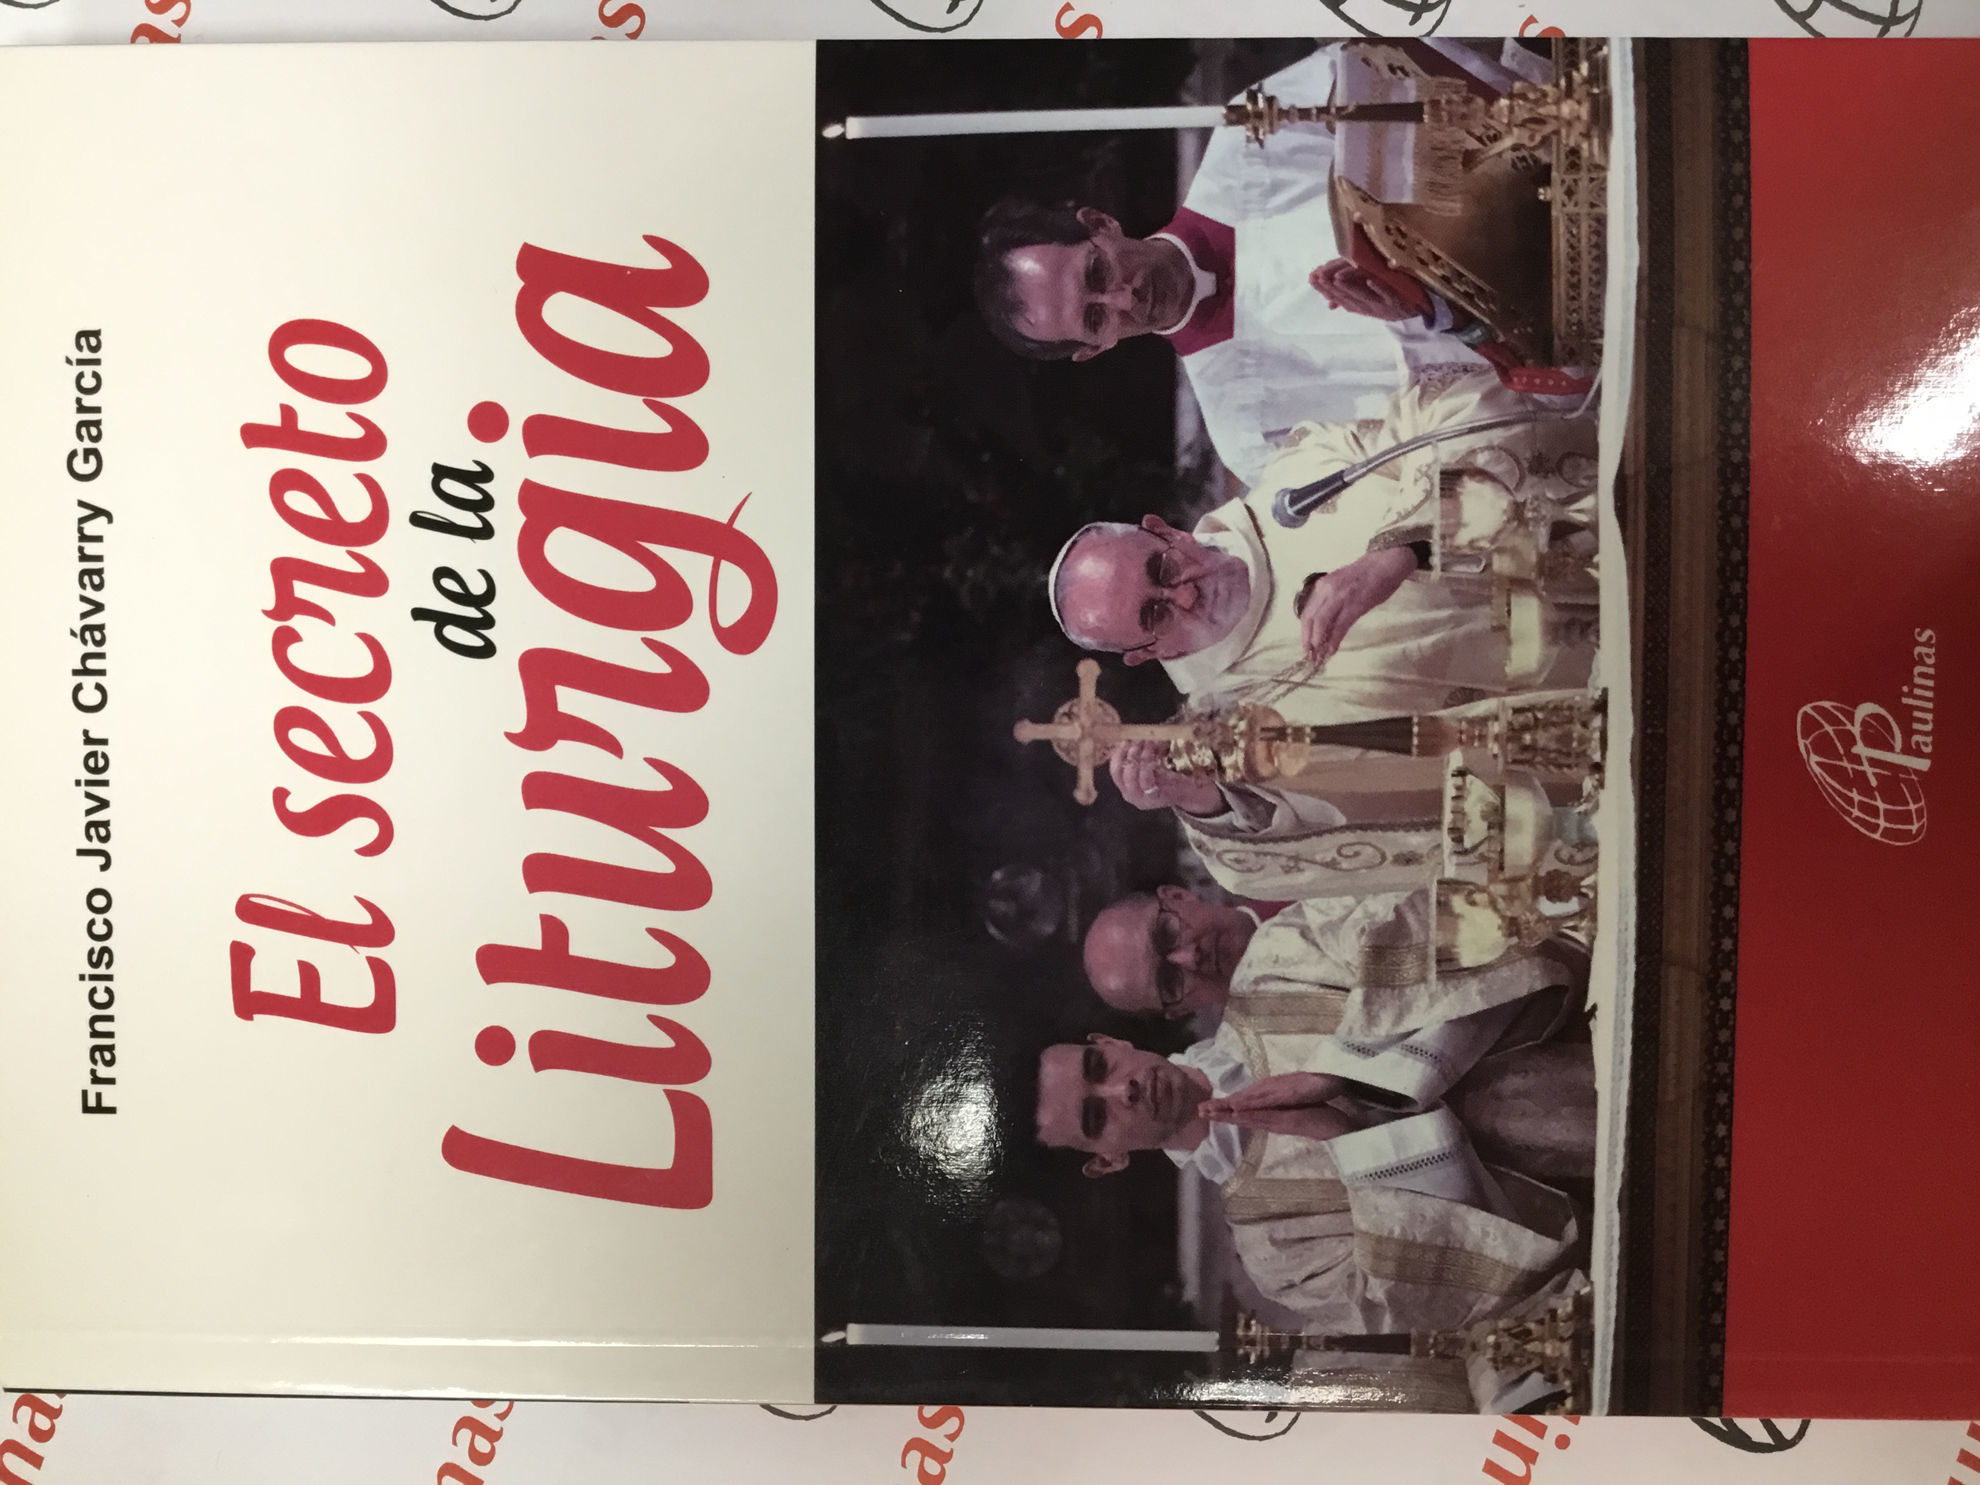 Francisco Javier Chávarry García
El secreto
de la
Liturgia
Paulinas